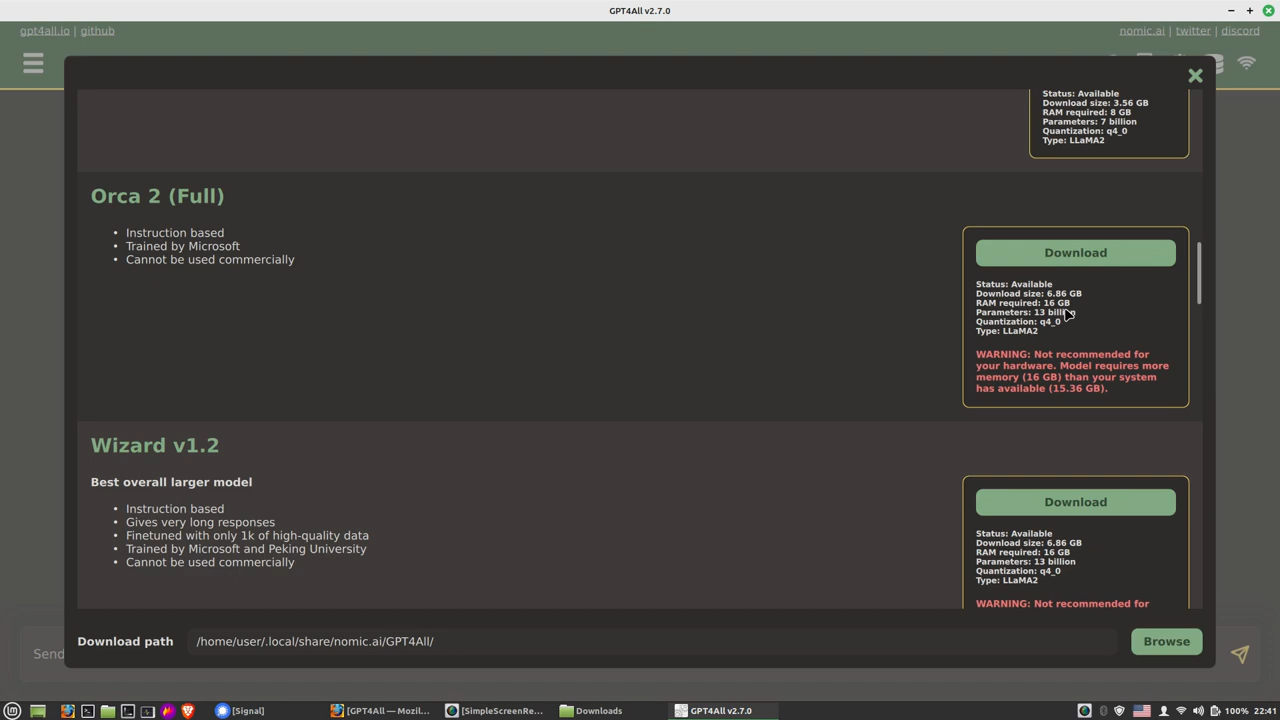 GPT4All v2.7.0
gpt4all.io | github
nomic.ai | twitter | discord
Status: Available
Download size: 3.56 GB
RAM required: 8 GB
Parameters: 7 billion
Quantization: q4_0
Type: LLaMA2
Orca 2 (Full)
• Instruction based
• Trained by Microsoft
• Cannot be used commercially
Download
Status: Available
Download size: 6.86 GB
RAM required: 16 GB
Parameters: 13 billion
Quantization: q4_0
Type: LLaMA2
WARNING: Not recommended for
your hardware. Model requires more
memory (16 GB) than your system
has available (15.36 GB).
Wizard v1.2
Best overall larger model
• Instruction based
• Gives very long responses
• Finetuned with only 1k of high-quality data
• Trained by Microsoft and Peking University
• Cannot be used commercially
Download
Status: Available
Download size: 6.86 GB
RAM required: 16 GB
Parameters: 13 billion
Quantization: q4_0
Type: LLaMA2
WARNING: Not recommended for
Download path
/home/user/.local/share/nomic.ai/GPT4All/
Browse
Send
[Signal]
[GPT4All — Mozil...
[SimpleScreenRe...
Downloads
GPT4All v2.7.0
100%
22:41